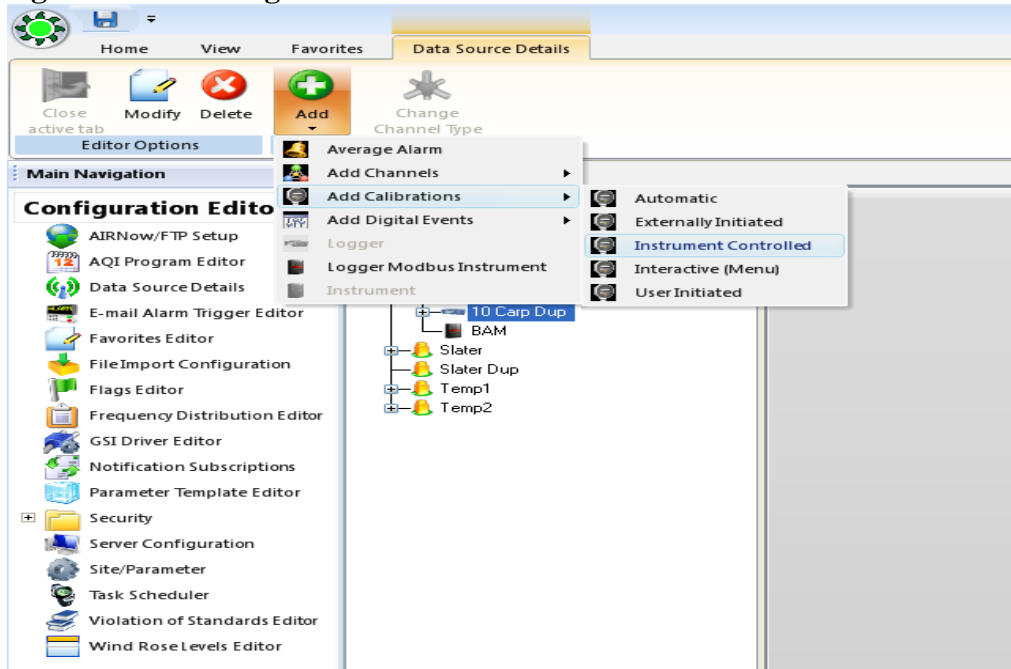 Home View Favorites Data Source Details
Close active tab
Modify
Delete
Add
Change Channel Type
Editor Options
Average Alarm
Add Channels
Add Calibrations
Add Digital Events
Logger
Logger Modbus Instrument
Instrument
Automatic
Externally Initiated
Instrument Controlled
Interactive (Menu)
User Initiated
Main Navigation
Configuration Edito
AIRNow/FTP Setup
AQI Program Editor
Data Source Details
E-mail Alarm Trigger Editor
Favorites Editor
File Import Configuration
Flags Editor
Frequency Distribution Editor
GSI Driver Editor
Notification Subscriptions
Parameter Template Editor
Security
Server Configuration
Site/Parameter
Task Scheduler
Violation of Standards Editor
Wind Rose Levels Editor
10 Carp Dup
BAM
Slater
Slater Dup
Temp1
Temp2